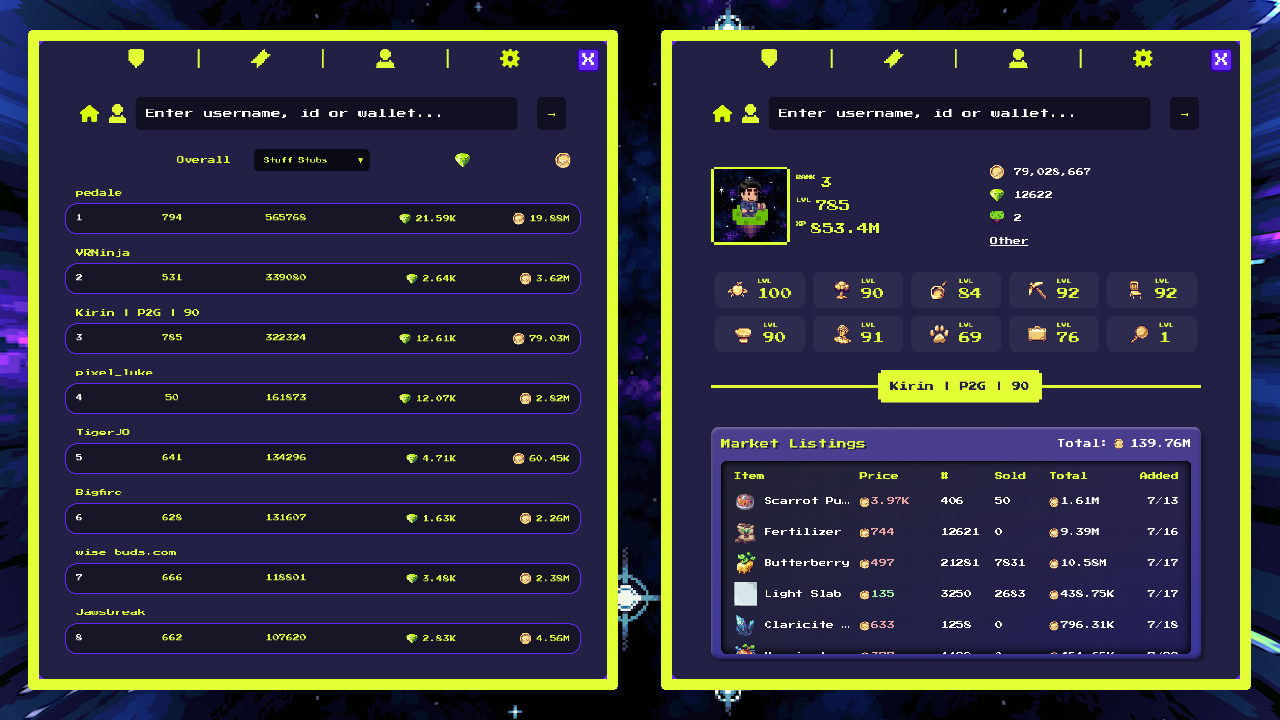 X
Enter username, id or wallet... →
Overall Stuff Stubs ▼
pedale
1 794 565768 21.59K 19.88M
VRNinja
2 531 339080 2.64K 3.62M
Kirin | P2G | 90
3 785 322324 12.61K 79.03M
pixel_luke
4 50 161873 12.07K 2.82M
TigerJO
5 641 134296 4.71K 60.45K
Bigfire
6 628 131607 1.63K 2.26M
wise buds.com
7 666 118801 3.48K 2.38M
Jawsbreak
8 662 107620 2.83K 4.56M
X
Enter username, id or wallet... →
RANK 3
LVL 785
XP 853.4M
79,028,667
12622
2
Other
LVL 100 LVL 90 LVL 84 LVL 92 LVL 92
LVL 90 LVL 91 LVL 69 LVL 76 LVL 1
Kirin | P2G | 90
Market Listings Total: 139.76M
Item Price # Sold Total Added
Scarrot Pu... 3.97K 406 50 1.61M 7/13
Fertilizer 744 12621 0 9.39M 7/16
Butterberry 497 21281 7831 10.58M 7/17
Light Slab 135 3250 2683 438.75K 7/17
Claricite ... 633 1258 0 796.31K 7/18